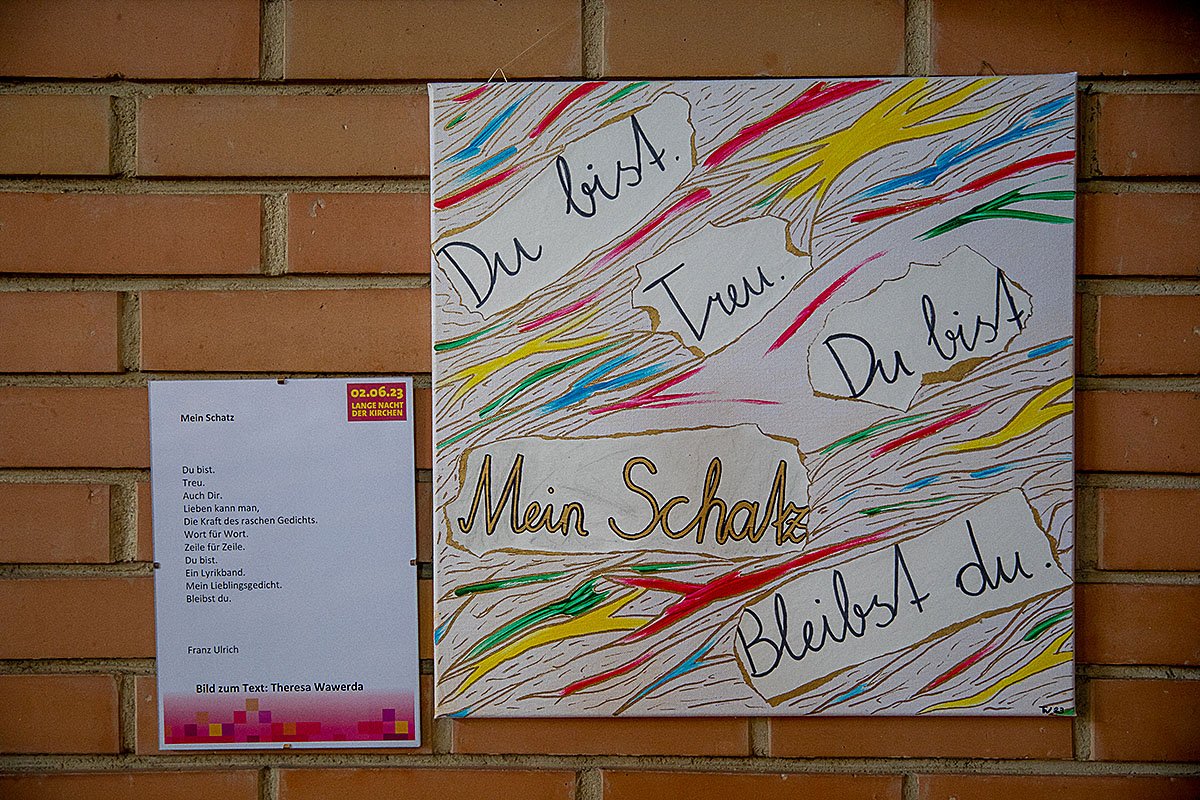 02.06.23
LANGE NACHT
DER KIRCHEN
Mein Schatz
Du bist.
Treu.
Auch Dir.
Lieben kann man,
Die Kraft des raschen Gedichts.
Wort für Wort.
Zeile für Zeile.
Du bist.
Ein Lyrikband.
Mein Lieblingsgedicht.
Bleibst du.
Franz Ulrich
Bild zum Text: Theresa Wawerda
Du bist.
Treu.
Du bist
Mein Schatz
Bleibst du.